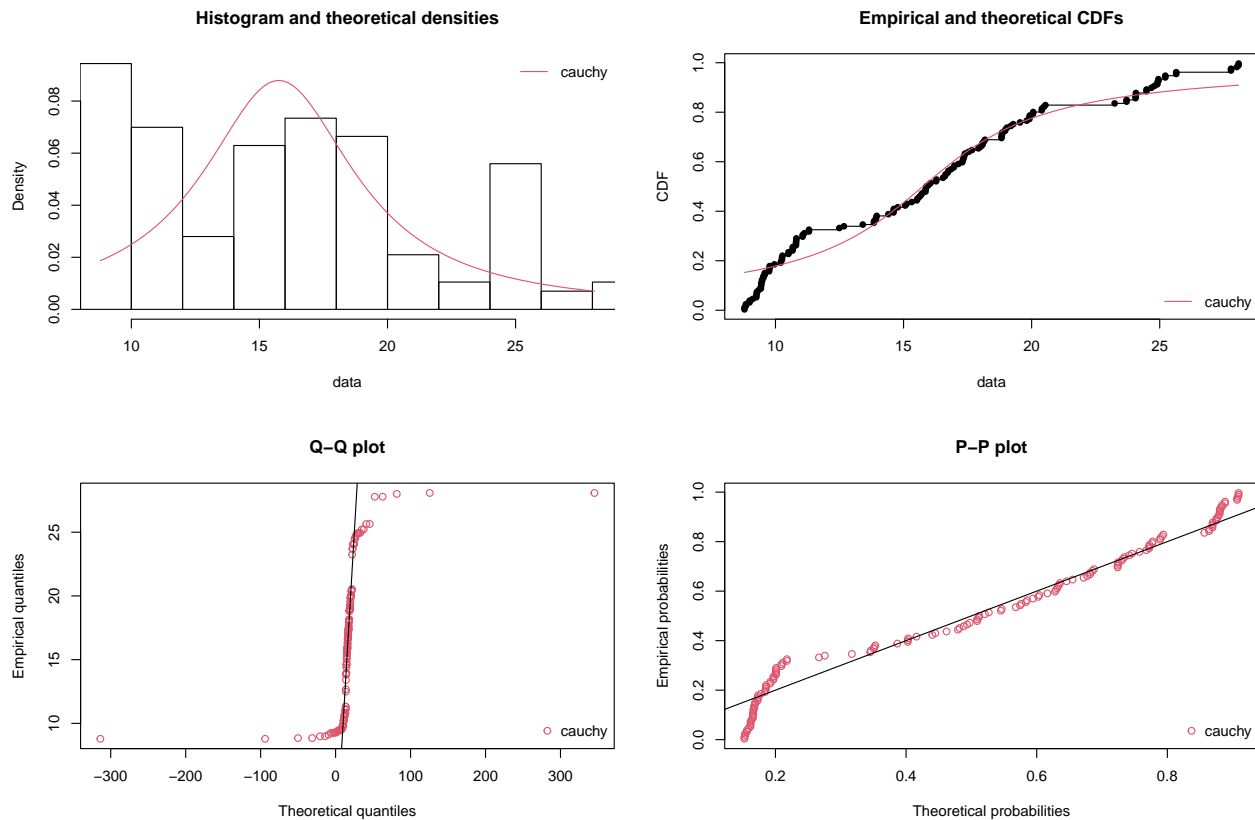 Histogram and theoretical densities
cauchy
Density
0.00 0.02 0.04 0.06 0.08
10 15 20 25
data
Empirical and theoretical CDFs
cauchy
CDF
0.0 0.2 0.4 0.6 0.8 1.0
10 15 20 25
data
Q−Q plot
cauchy
Empirical quantiles
10 15 20 25
−300 −200 −100 0 100 200 300
Theoretical quantiles
P−P plot
cauchy
Empirical probabilities
0.0 0.2 0.4 0.6 0.8 1.0
0.2 0.4 0.6 0.8
Theoretical probabilities